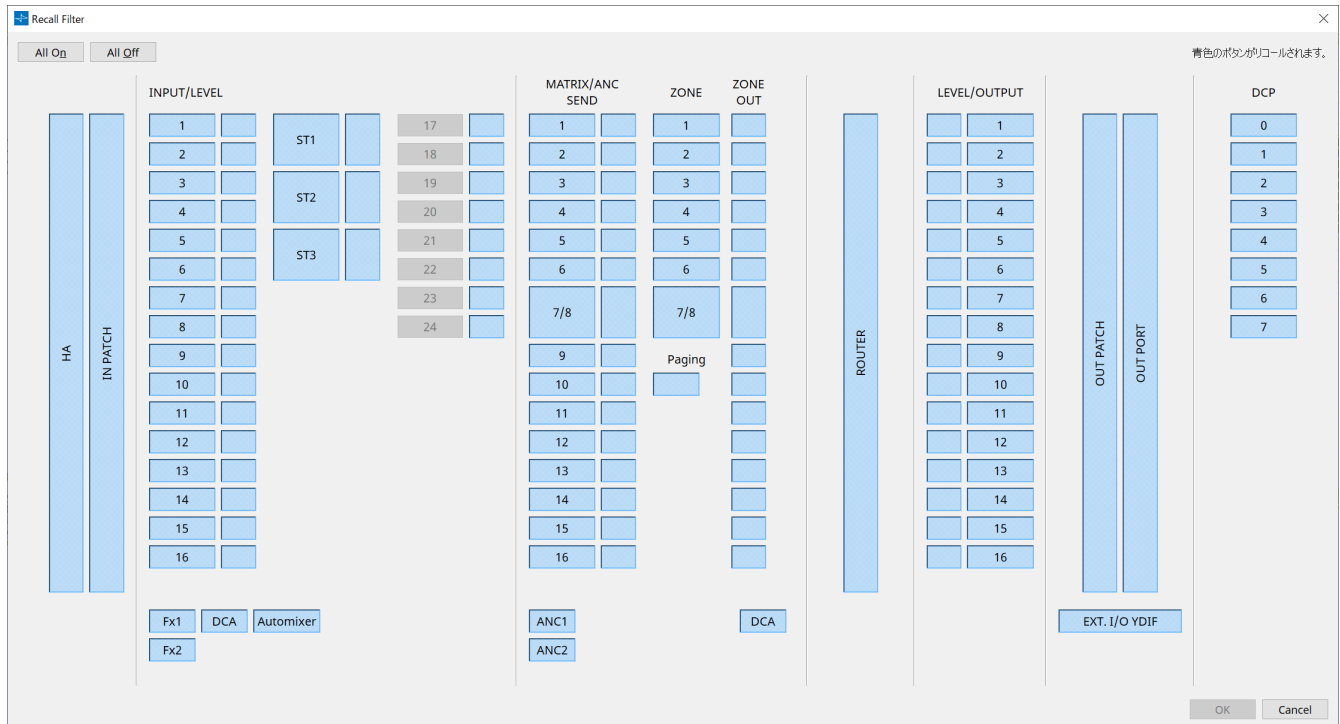 Recall Filter
All On
All Off
青色のボタンがリコールされます。
INPUT/LEVEL
MATRIX/ANC
SEND
ZONE
ZONE
OUT
LEVEL/OUTPUT
DCP
HA
IN PATCH
1
2
3
4
5
6
7
8
9
10
11
12
13
14
15
16
ST1
ST2
ST3
17
18
19
20
21
22
23
24
Fx1
DCA
Automixer
Fx2
1
2
3
4
5
6
7/8
9
10
11
12
13
14
15
16
ANC1
ANC2
1
2
3
4
5
6
7/8
Paging
DCA
ROUTER
1
2
3
4
5
6
7
8
9
10
11
12
13
14
15
16
OUT PATCH
OUT PORT
EXT. I/O YDIF
0
1
2
3
4
5
6
7
OK
Cancel